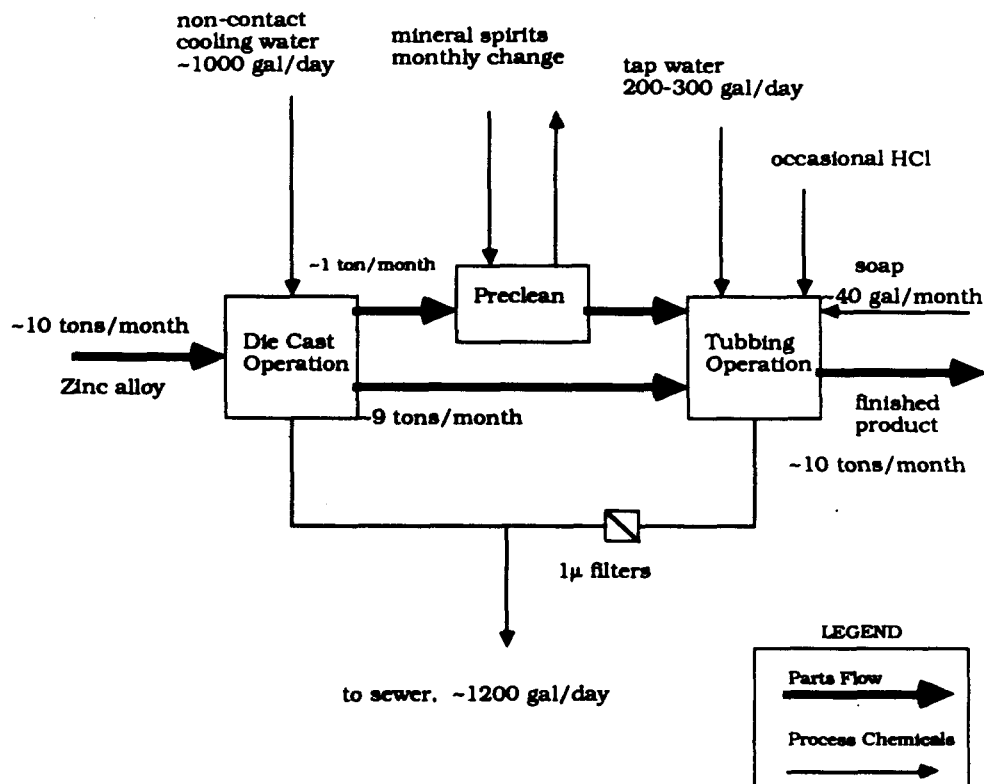 non-contact
cooling water
~1000 gal/day
mineral spirits
monthly change
tap water
200-300 gal/day
occasional HCl
~1 ton/month
soap
~40 gal/month
Preclean
~10 tons/month
Die Cast
Operation
Tubbing
Operation
Zinc alloy
~9 tons/month
finished
product
~10 tons/month
1μ filters
to sewer. ~1200 gal/day
LEGEND
Parts Flow
Process Chemicals